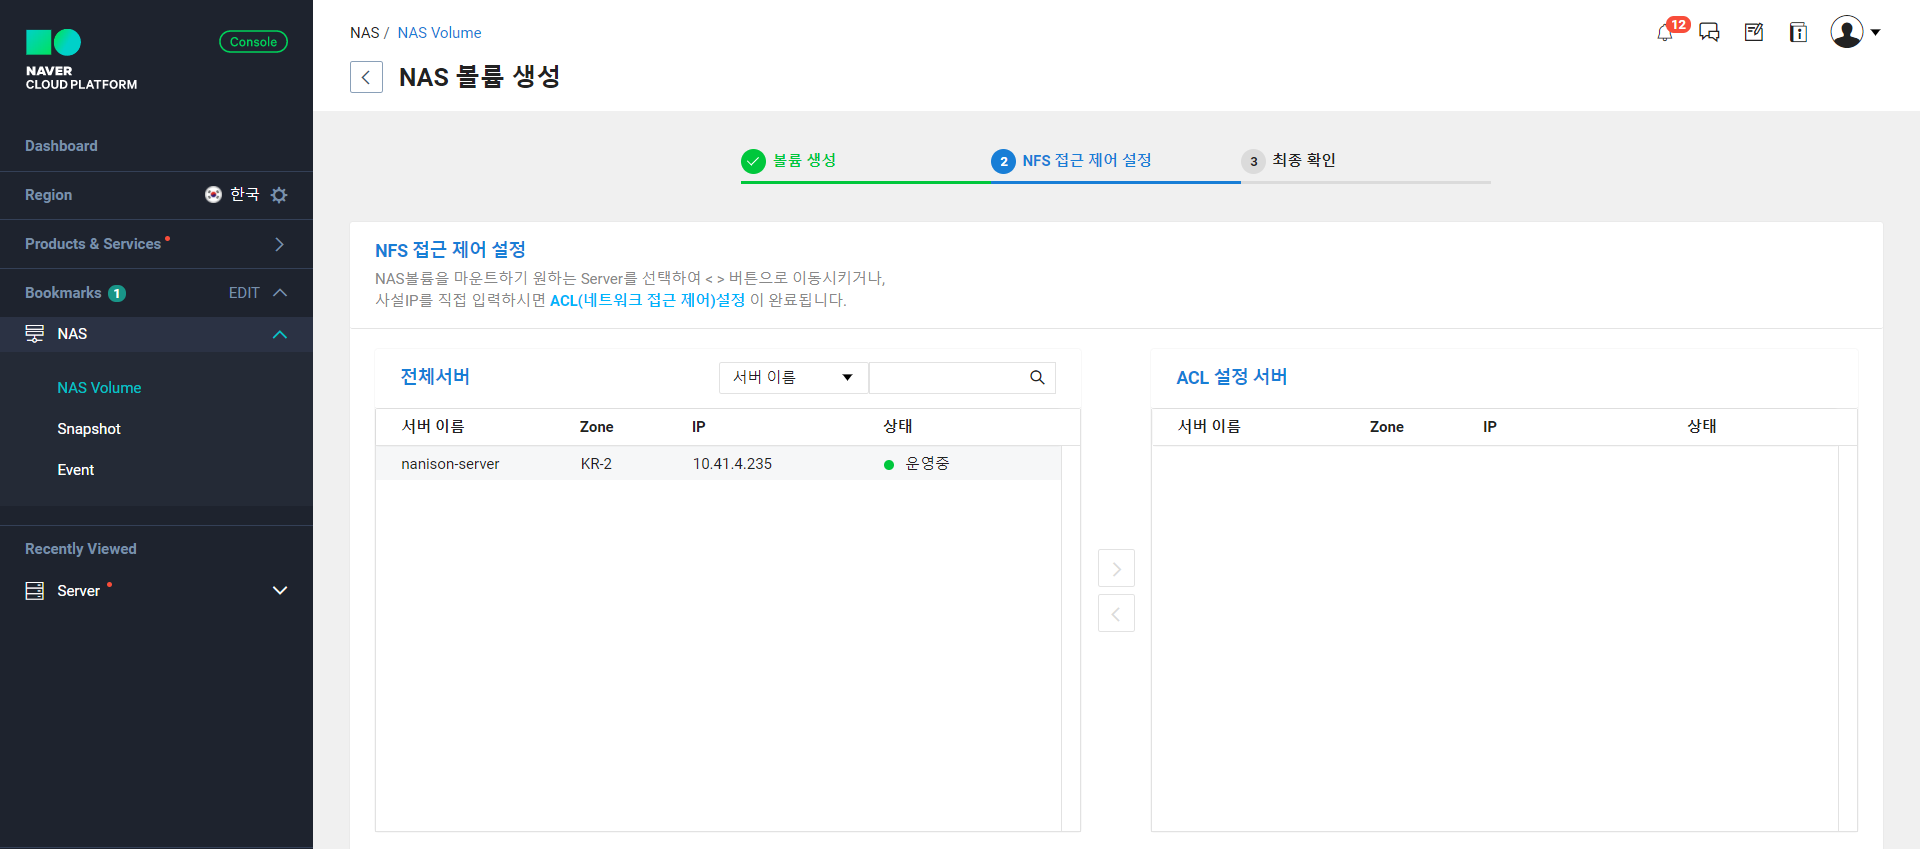 NAVER
CLOUD PLATFORM
Console
Dashboard
Region
한국
Products & Services
Bookmarks 1
EDIT
NAS
NAS Volume
Snapshot
Event
Recently Viewed
Server
NAS / NAS Volume
12
NAS 볼륨 생성
볼륨 생성
2 NFS 접근 제어 설정
3 최종 확인
NFS 접근 제어 설정
NAS볼륨을 마운트하기 원하는 Server를 선택하여 < > 버튼으로 이동시키거나,
사설IP를 직접 입력하시면 ACL(네트워크 접근 제어)설정 이 완료됩니다.
전체서버
서버 이름
서버 이름 Zone IP 상태
nanison-server KR-2 10.41.4.235 운영중
ACL 설정 서버
서버 이름 Zone IP 상태